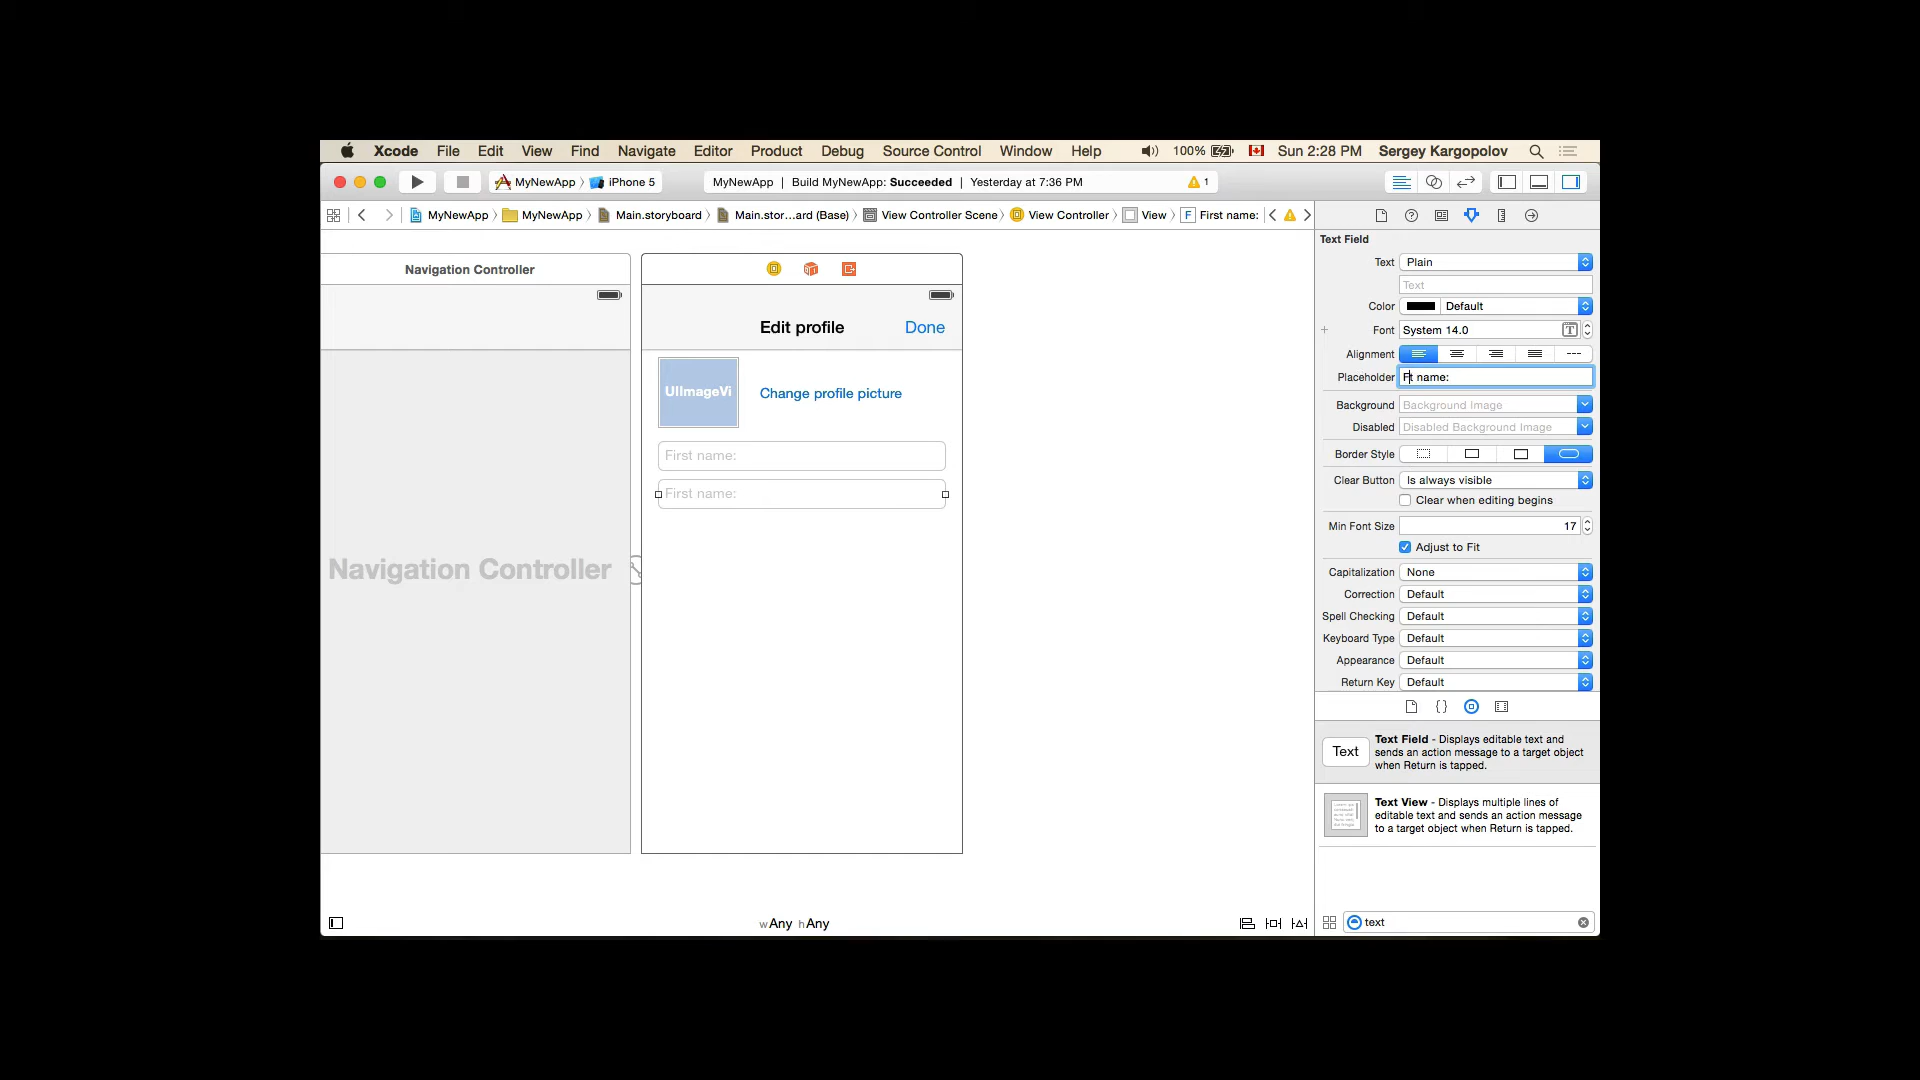 Xcode File Edit View Find Navigate Editor Product Debug Source Control Window Help 100% Sun 2:28 PM Sergey Kargopolov
MyNewApp 〉 iPhone 5 MyNewApp | Build MyNewApp: Succeeded | Yesterday at 7:36 PM 1
MyNewApp 〉 MyNewApp 〉 Main.storyboard 〉 Main.stor...ard (Base) 〉 View Controller Scene 〉 View Controller 〉 View 〉 F First name:
Navigation Controller
Navigation Controller
Edit profile Done
UIImageVi
Change profile picture
First name:
First name:
wAny hAny
Text Field
Text Plain
Text
Color Default
Font System 14.0 T
Alignment
Placeholder Ft name:
Background Background Image
Disabled Disabled Background Image
Border Style
Clear Button Is always visible
Clear when editing begins
Min Font Size 17
Adjust to Fit
Capitalization None
Correction Default
Spell Checking Default
Keyboard Type Default
Appearance Default
Return Key Default
{ }
Text
Text Field - Displays editable text and
sends an action message to a target object
when Return is tapped.
Text View - Displays multiple lines of
editable text and sends an action message
to a target object when Return is tapped.
text